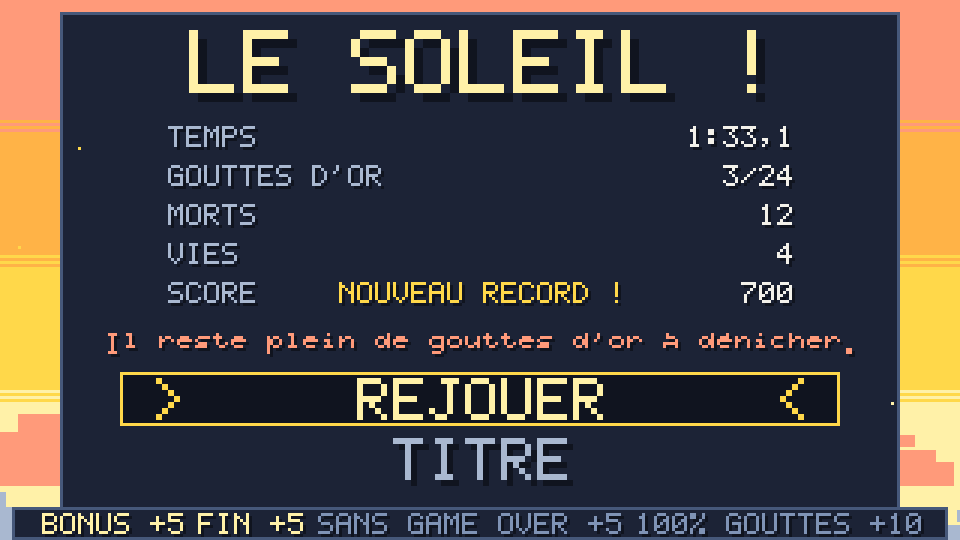 LE SOLEIL !
TEMPS 1:33,1
GOUTTES D'OR 3/24
MORTS 12
VIES 4
SCORE NOUVEAU RECORD ! 700
Il reste plein de gouttes d'or à dénicher.
> REJOUER <
TITRE
BONUS +5 FIN +5 SANS GAME OVER +5 100% GOUTTES +10